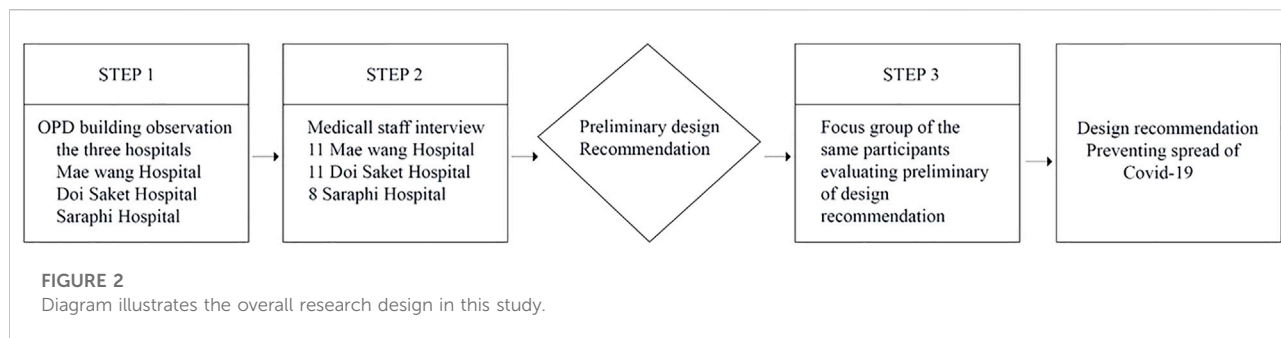 STEP 1
OPD building observation
the three hospitals
Mae wang Hospital
Doi Saket Hospital
Saraphi Hospital
STEP 2
Medicall staff interview
11 Mae wang Hospital
11 Doi Saket Hospital
8 Saraphi Hospital
Preliminary design
Recommendation
STEP 3
Focus group of the
same participants
evaluating preliminary
of design
recommendation
Design recommendation
Preventing spread of
Covid-19
FIGURE 2
Diagram illustrates the overall research design in this study.